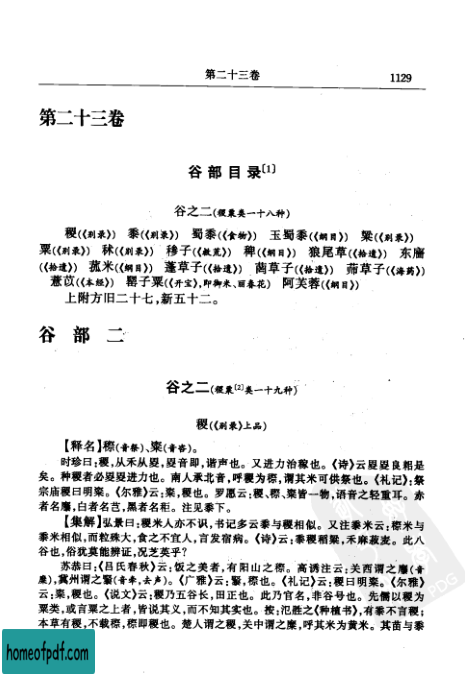 第二十三卷
1129
第二十三卷
谷部目录[1]
谷之二(稷粟类一十八种)
稷(《别录》) 黍(《别录》) 蜀黍(《食物》) 玉蜀黍(《纲目》) 粱(《别录》)
粟(《别录》) 秫(《别录》) 穇子(《救荒》) 稗(《纲目》) 狼尾草(《拾遗》) 东廧
(《拾遗》) 菰米(《纲目》) 蓬草子(《拾遗》) 䒽草子(《拾遗》) 蒒草子(《海药》)
薏苡(《本经》) 罂子粟(《开宝》,即御米、丽春花) 阿芙蓉(《纲目》)
上附方旧二十七,新五十二。
谷部二
谷之二(稷粟[2]类一十九种)
稷(《别录》上品)
【释名】穄(音祭)、粢(音咨)。
时珍曰:稷,从禾从畟,畟音即,谐声也。又进力治稼也。《诗》云畟畟良耜是
矣。种稷者必畟畟进力也。南人承北音,呼稷为穄,谓其米可供祭也。《礼记》:祭
宗庙稷曰明粢。《尔雅》云:粢,稷也。罗愿云:稷、穄、粢皆一物,语音之轻重耳。赤
者名糜,白者名芑,黑者名秬。注见黍下。
【集解】弘景曰:稷米人亦不识,书记多云黍与稷相似。又注黍米云:穄米与
黍米相似,而粒殊大,食之不宜人,言发宿病。《诗》云:黍稷稻粱,禾麻菽麦。此八
谷也,俗犹莫能辨证,况芝英乎?
苏恭曰:《吕氏春秋》云:饭之美者,有阳山之穄。高诱注云:关西谓之䵚(音
糜),冀州谓之䵖(音牵,去声)。《广雅》云:䵖,穄也。《礼记》云:稷曰明粢。《尔雅》
云:粢,稷也。《说文》云:稷乃五谷长,田正也。此乃官名,非谷号也。先儒以稷为
粟类,或言粟之上者,皆说其义,而不知其实也。按:氾胜之《种植书》,有黍不言稷;
本草有稷,不载穄,穄即稷也。楚人谓之稷,关中谓之糜,呼其米为黄米。其苗与黍
homeofpdf.com